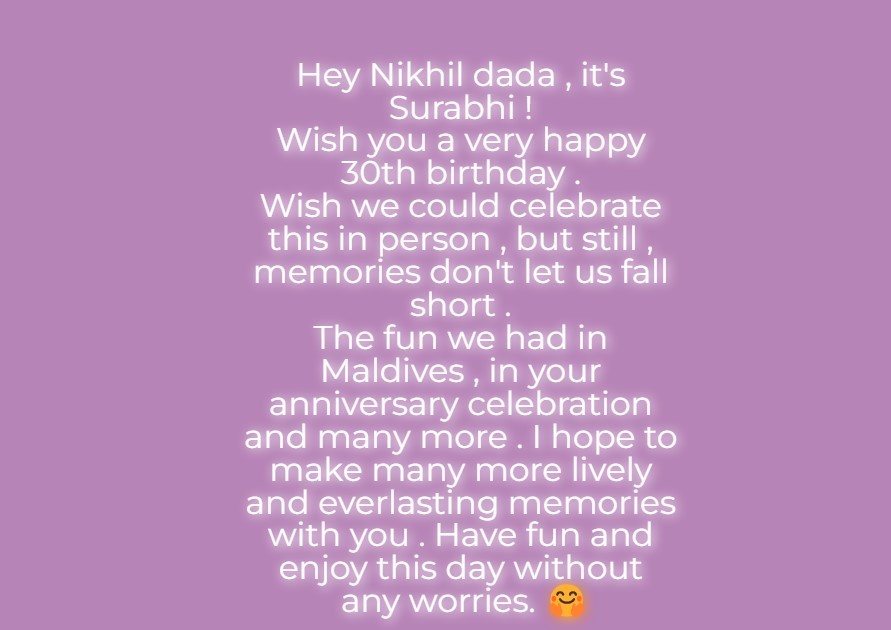 Hey Nikhil dada , it's
Surabhi !
Wish you a very happy
30th birthday .
Wish we could celebrate
this in person , but still ,
memories don't let us fall
short .
The fun we had in
Maldives , in your
anniversary celebration
and many more . I hope to
make many more lively
and everlasting memories
with you . Have fun and
enjoy this day without
any worries. 🤗